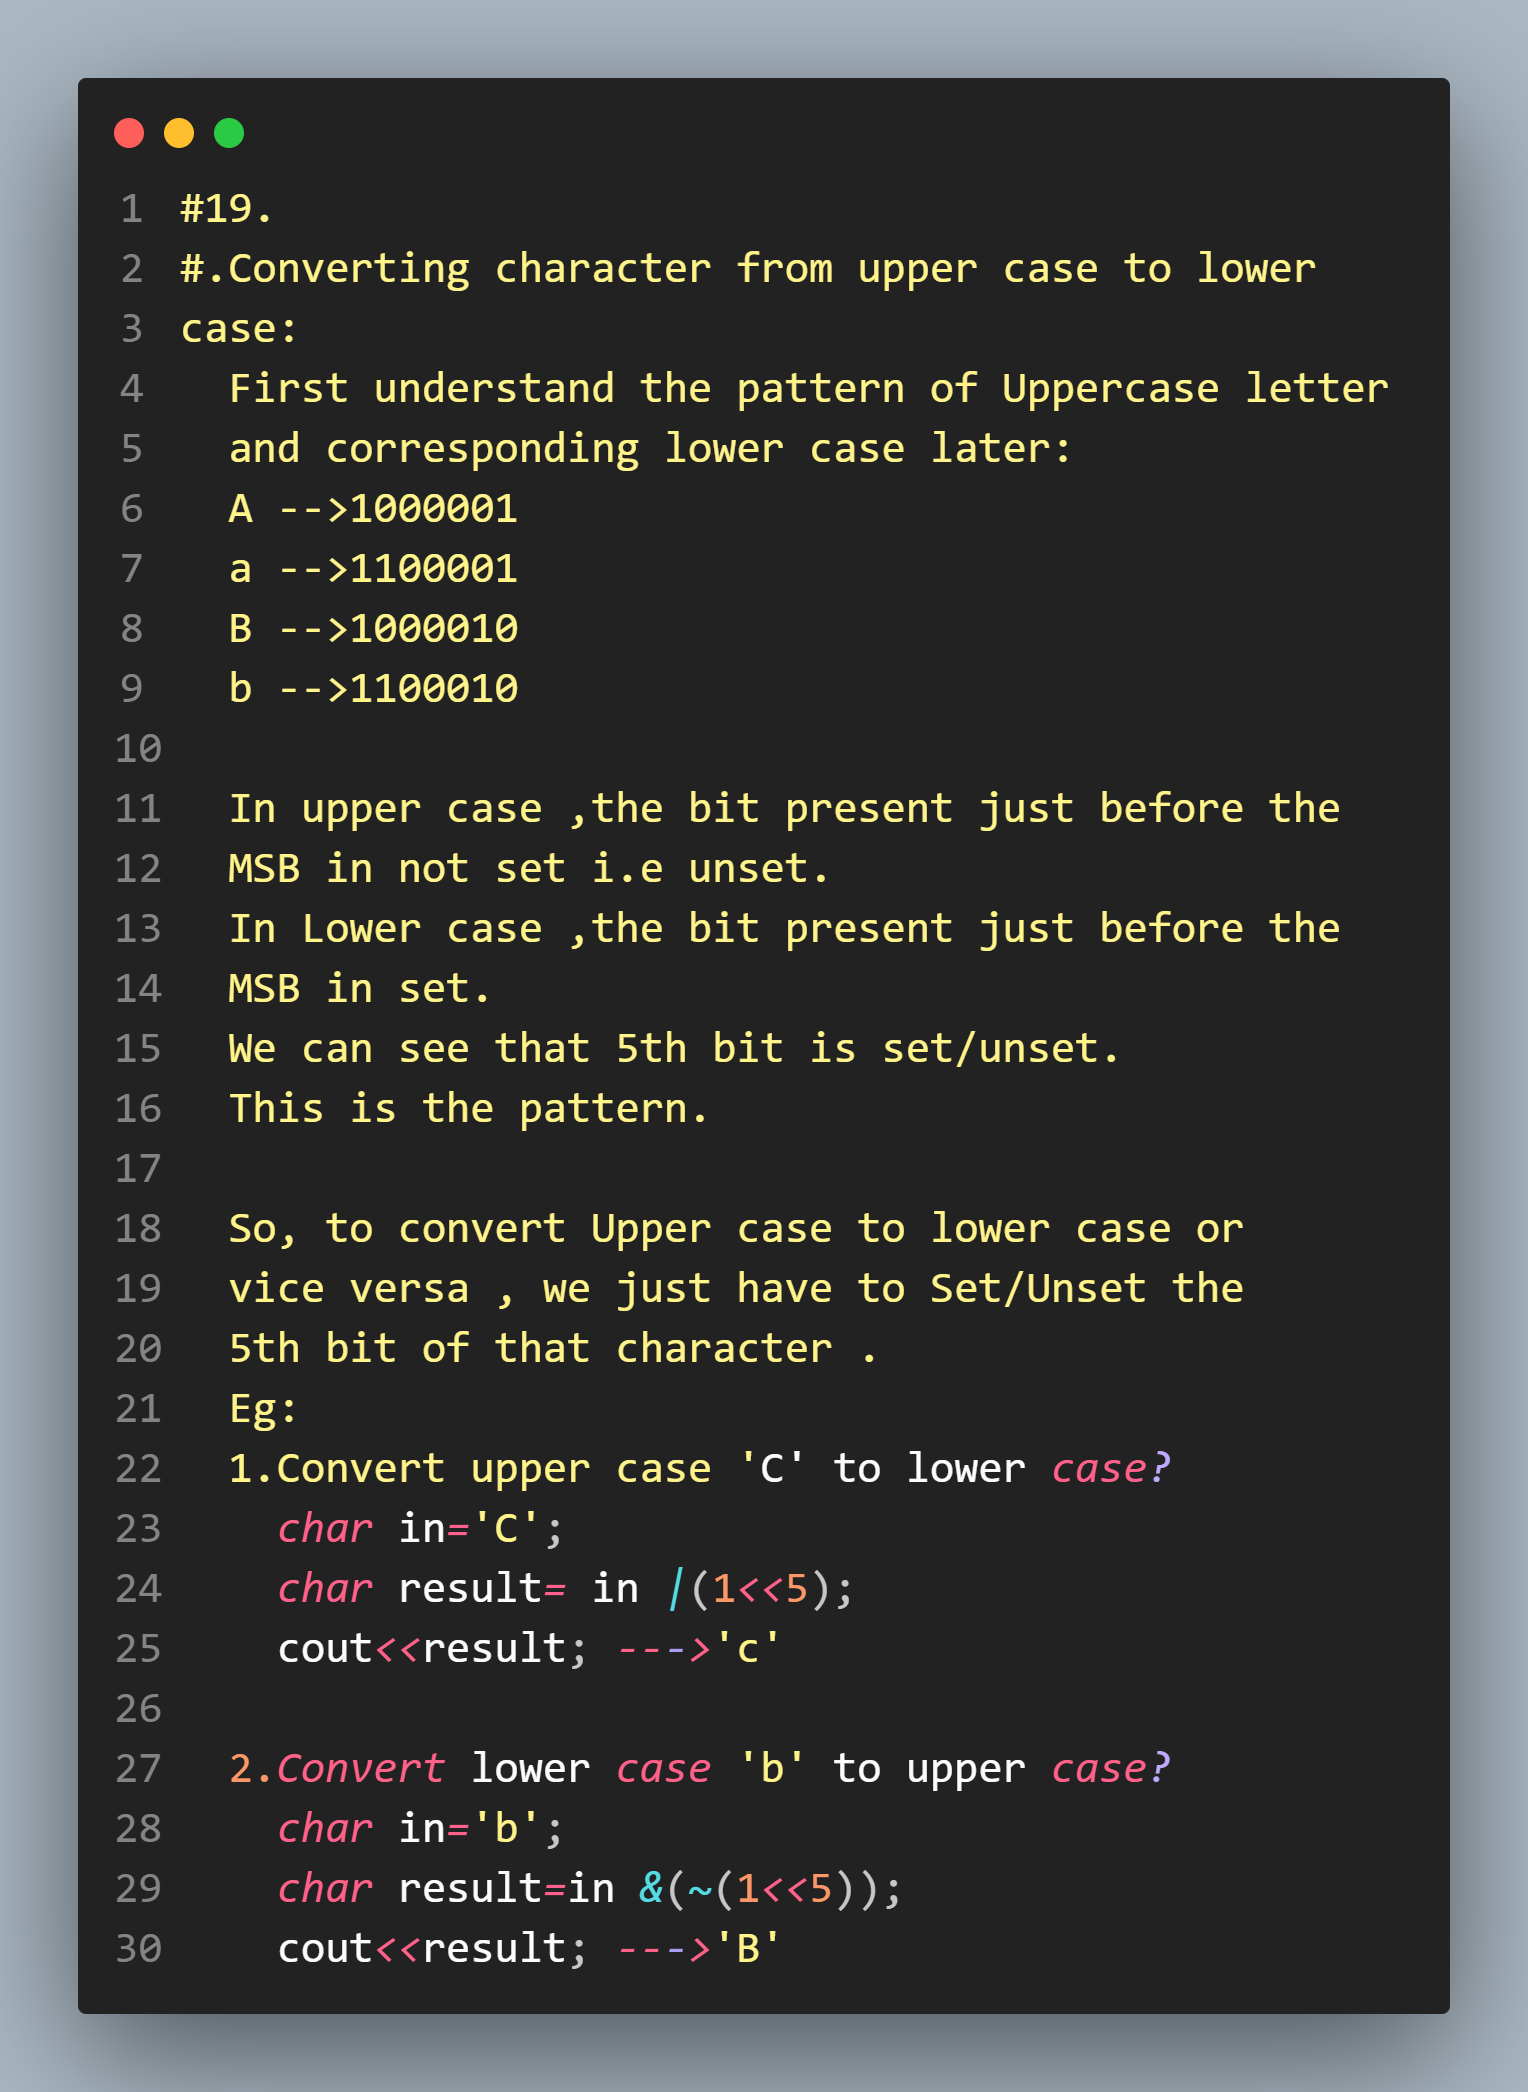 1 #19.
2 #.Converting character from upper case to lower
3 case:
4 First understand the pattern of Uppercase letter
5 and corresponding lower case later:
6 A -->1000001
7 a -->1100001
8 B -->1000010
9 b -->1100010
10
11 In upper case ,the bit present just before the
12 MSB in not set i.e unset.
13 In Lower case ,the bit present just before the
14 MSB in set.
15 We can see that 5th bit is set/unset.
16 This is the pattern.
17
18 So, to convert Upper case to lower case or
19 vice versa , we just have to Set/Unset the
20 5th bit of that character .
21 Eg:
22 1.Convert upper case 'C' to lower case?
23 char in='C';
24 char result= in |(1<<5);
25 cout<<result; --->'c'
26
27 2.Convert lower case 'b' to upper case?
28 char in='b';
29 char result=in &(~(1<<5));
30 cout<<result; --->'B'